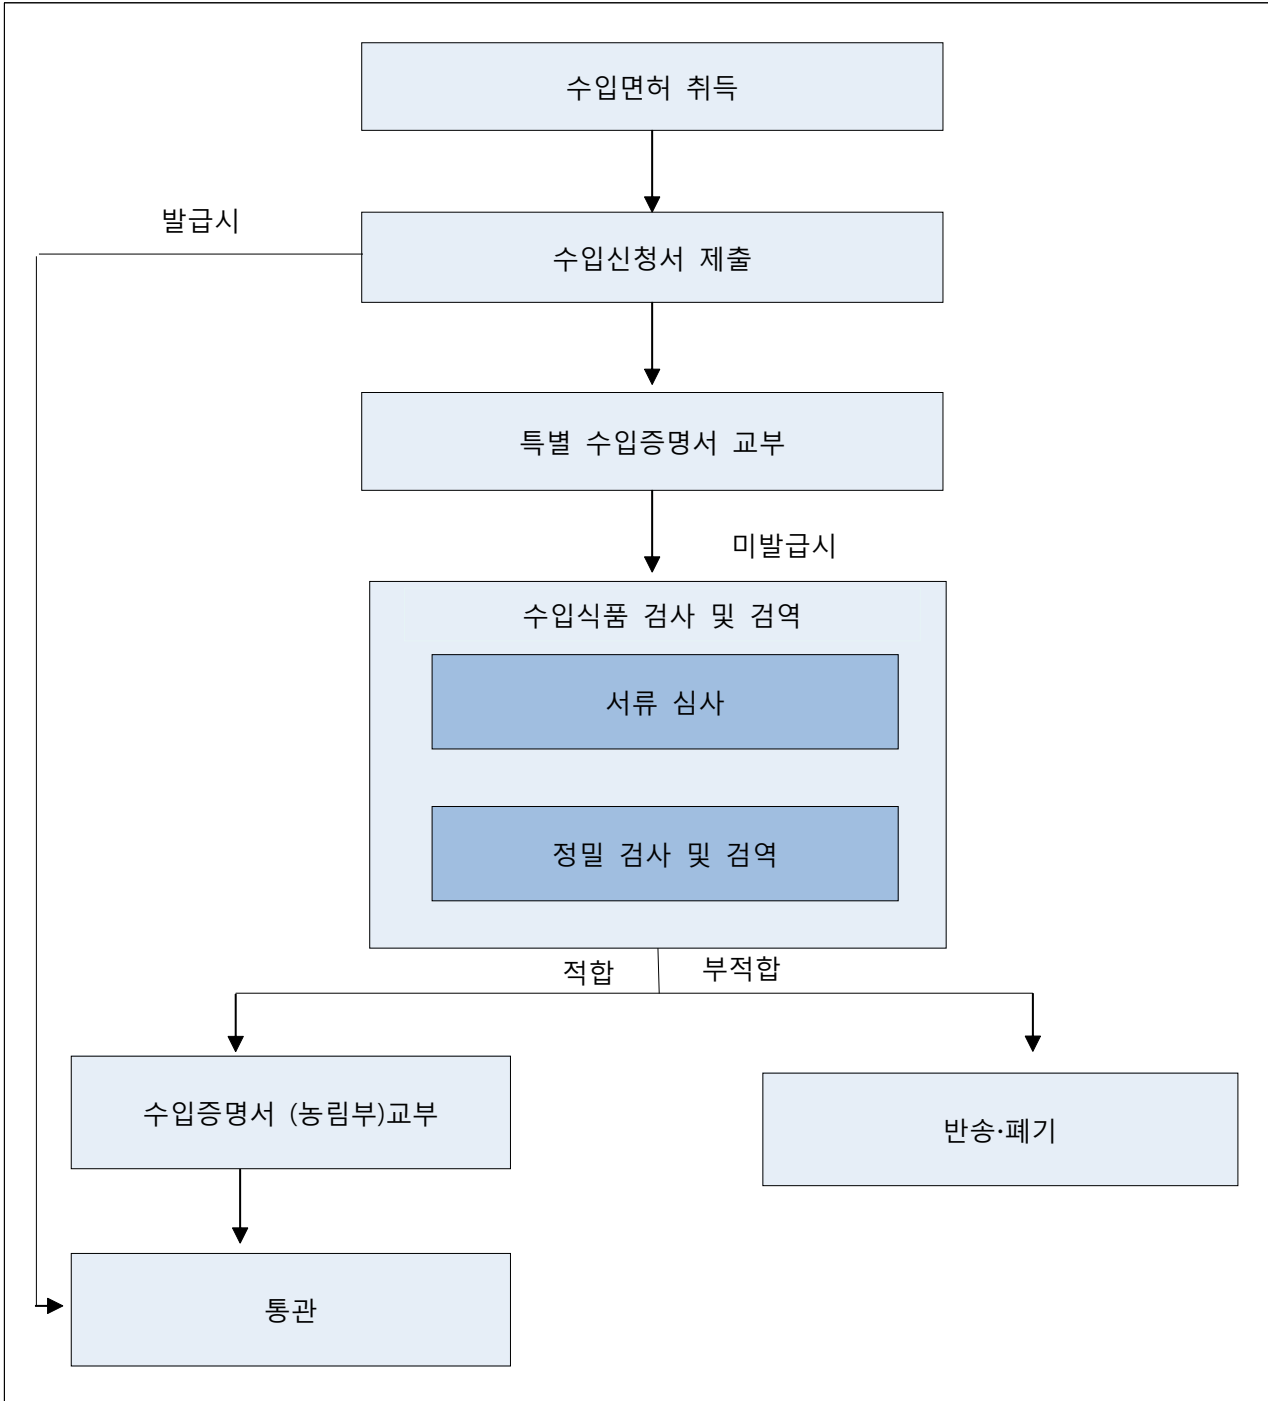 수입면허 취득
발급시
수입신청서 제출
특별 수입증명서 교부
미발급시
수입식품 검사 및 검역
서류 심사
정밀 검사 및 검역
적합
부적합
수입증명서 (농림부)교부
반송·폐기
통관